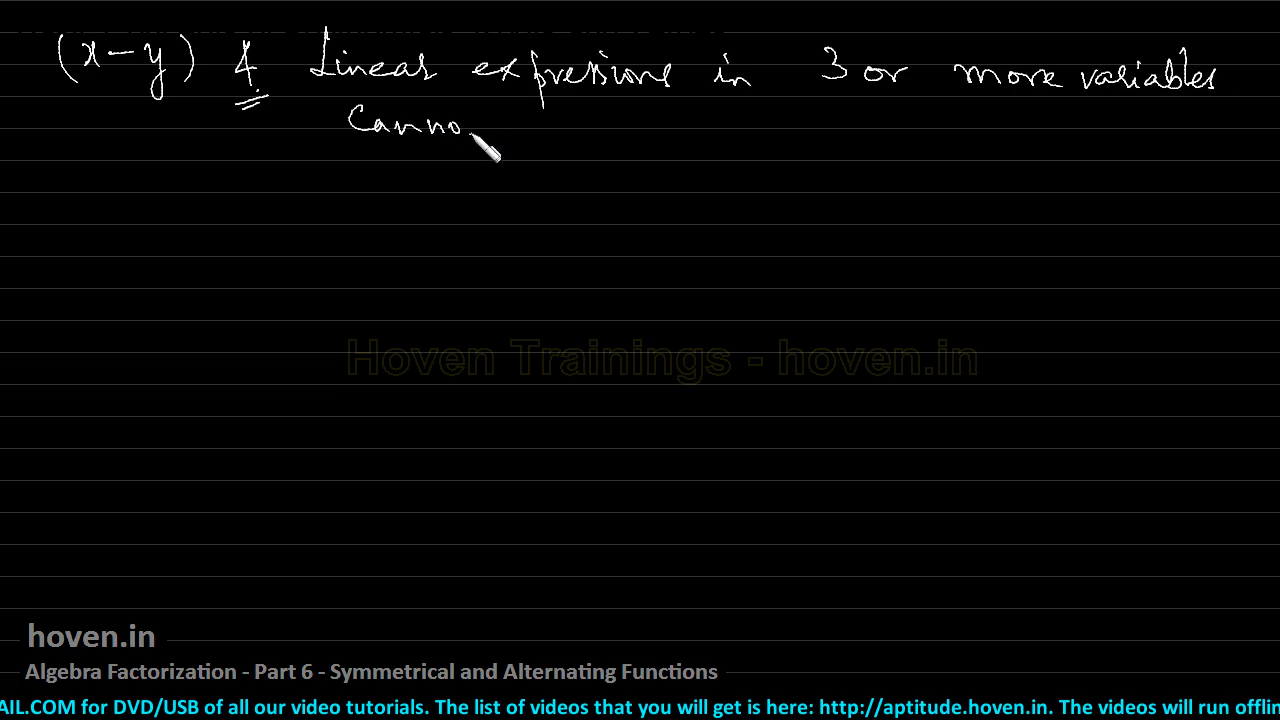 (x-y) 4. Linear expressions in 3 or more variables
Canno
Hoven Trainings - hoven.in
hoven.in
Algebra Factorization - Part 6 - Symmetrical and Alternating Functions
AIL.COM for DVD/USB of all our video tutorials. The list of videos that you will get is here: http://aptitude.hoven.in. The videos will run offlin